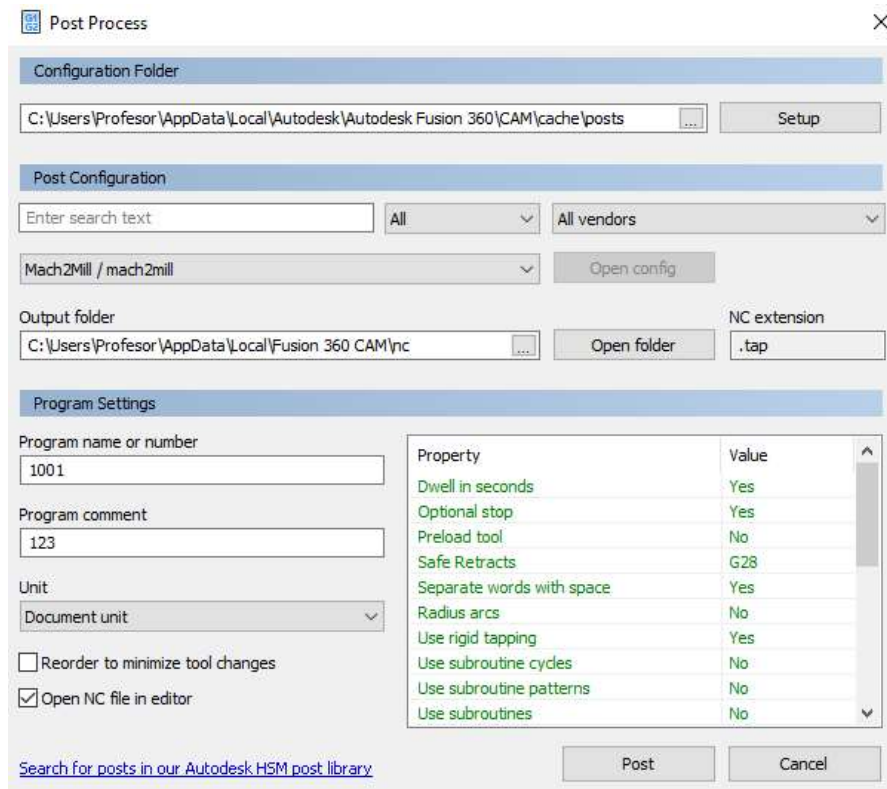 G1
G2
Post Process
Configuration Folder
C:\Users\Profesor\AppData\Local\Autodesk\Autodesk Fusion 360\CAM\cache\posts
...
Setup
Post Configuration
Enter search text
All
All vendors
Mach2Mill / mach2mill
Open config
Output folder
NC extension
C:\Users\Profesor\AppData\Local\Fusion 360 CAM\nc
...
Open folder
.tap
Program Settings
Program name or number
1001
Program comment
123
Unit
Document unit
Reorder to minimize tool changes
Open NC file in editor
Property Value
Dwell in seconds Yes
Optional stop Yes
Preload tool No
Safe Retracts G28
Separate words with space Yes
Radius arcs No
Use rigid tapping Yes
Use subroutine cycles No
Use subroutine patterns No
Use subroutines No
Search for posts in our Autodesk HSM post library
Post
Cancel